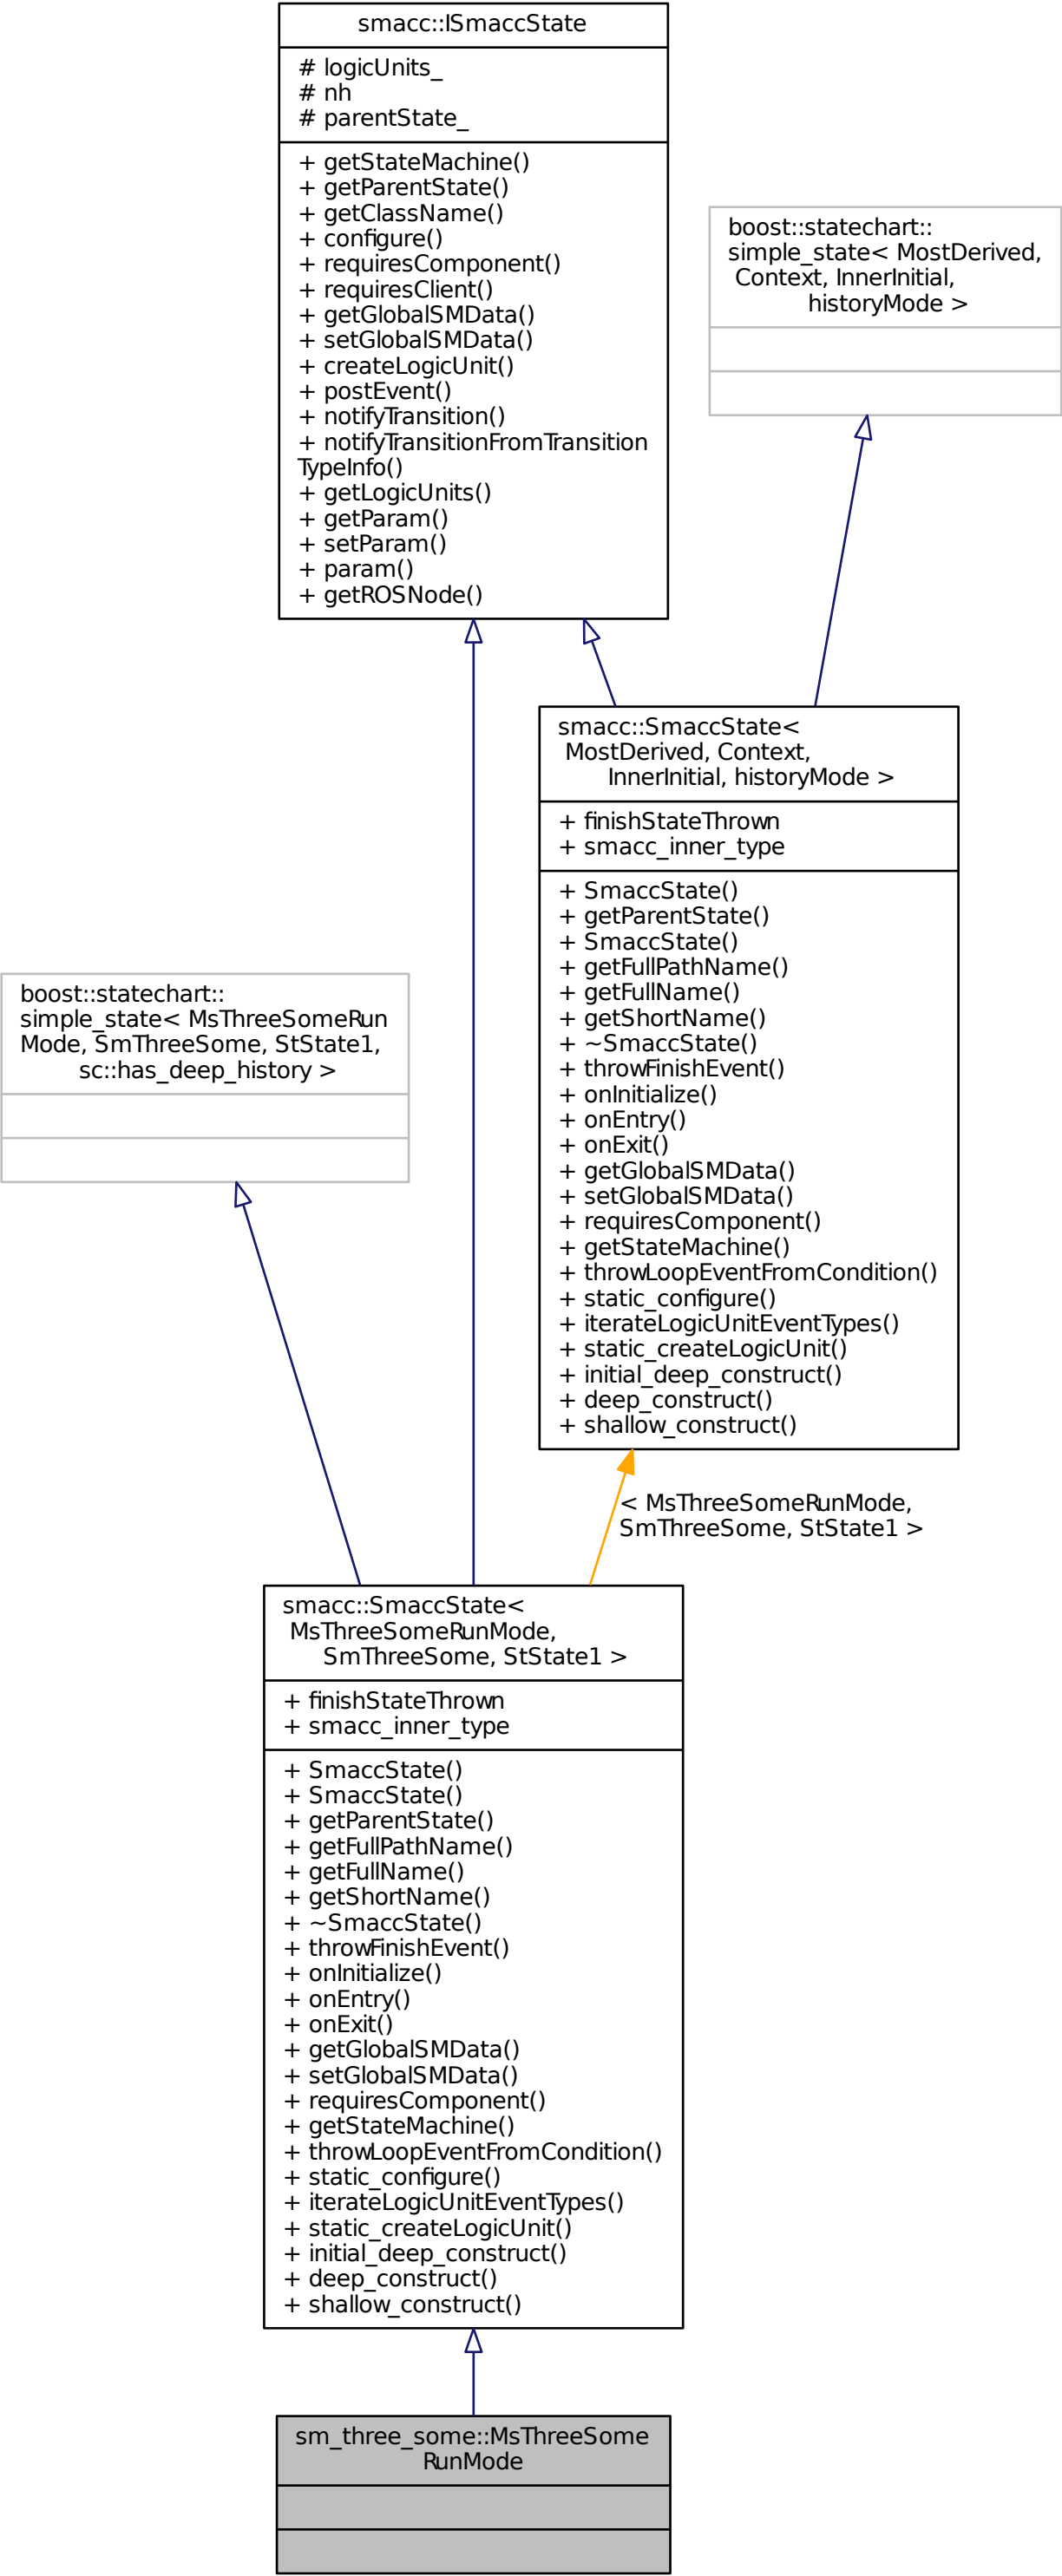 smacc::ISmaccState
# logicUnits_
# nh
# parentState_
+ getStateMachine()
+ getParentState()
+ getClassName()
+ configure()
+ requiresComponent()
+ requiresClient()
+ getGlobalSMData()
+ setGlobalSMData()
+ createLogicUnit()
+ postEvent()
+ notifyTransition()
+ notifyTransitionFromTransition
TypeInfo()
+ getLogicUnits()
+ getParam()
+ setParam()
+ param()
+ getROSNode()
boost::statechart::
simple_state< MostDerived,
Context, InnerInitial,
historyMode >
smacc::SmaccState<
MostDerived, Context,
InnerInitial, historyMode >
+ finishStateThrown
+ smacc_inner_type
+ SmaccState()
+ getParentState()
+ SmaccState()
+ getFullPathName()
+ getFullName()
+ getShortName()
+ ~SmaccState()
+ throwFinishEvent()
+ onInitialize()
+ onEntry()
+ onExit()
+ getGlobalSMData()
+ setGlobalSMData()
+ requiresComponent()
+ getStateMachine()
+ throwLoopEventFromCondition()
+ static_configure()
+ iterateLogicUnitEventTypes()
+ static_createLogicUnit()
+ initial_deep_construct()
+ deep_construct()
+ shallow_construct()
boost::statechart::
simple_state< MsThreeSomeRun
Mode, SmThreeSome, StState1,
sc::has_deep_history >
< MsThreeSomeRunMode,
SmThreeSome, StState1 >
smacc::SmaccState<
MsThreeSomeRunMode,
SmThreeSome, StState1 >
+ finishStateThrown
+ smacc_inner_type
+ SmaccState()
+ SmaccState()
+ getParentState()
+ getFullPathName()
+ getFullName()
+ getShortName()
+ ~SmaccState()
+ throwFinishEvent()
+ onInitialize()
+ onEntry()
+ onExit()
+ getGlobalSMData()
+ setGlobalSMData()
+ requiresComponent()
+ getStateMachine()
+ throwLoopEventFromCondition()
+ static_configure()
+ iterateLogicUnitEventTypes()
+ static_createLogicUnit()
+ initial_deep_construct()
+ deep_construct()
+ shallow_construct()
sm_three_some::MsThreeSome
RunMode